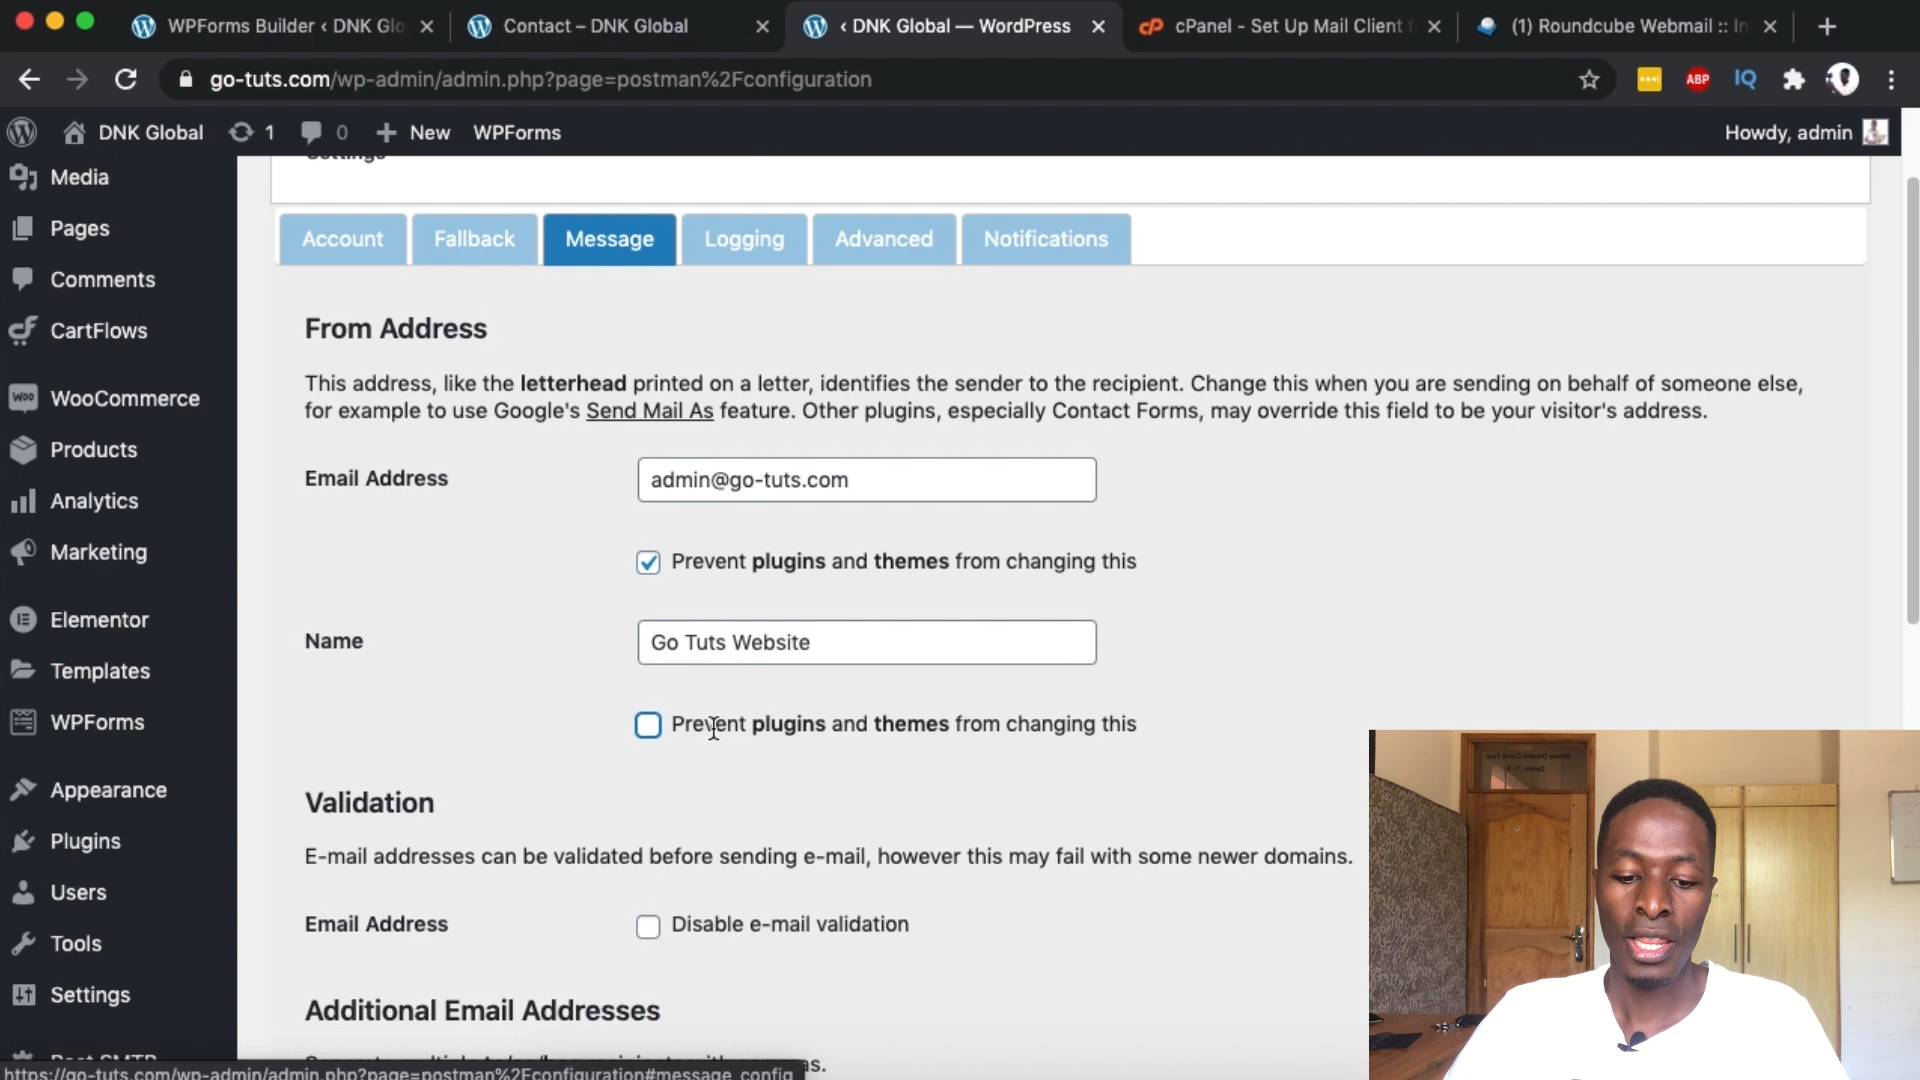 WPForms Builder ‹ DNK Glo
Contact – DNK Global
‹ DNK Global — WordPress
cPanel - Set Up Mail Client f
(1) Roundcube Webmail :: In
go-tuts.com/wp-admin/admin.php?page=postman%2Fconfiguration
ABP
IQ
DNK Global
1
0
New
WPForms
Howdy, admin
Settings
Media
Pages
Comments
CartFlows
WooCommerce
Products
Analytics
Marketing
Elementor
Templates
WPForms
Appearance
Plugins
Users
Tools
Settings
Post SMTP
Account
Fallback
Message
Logging
Advanced
Notifications
From Address
This address, like the letterhead printed on a letter, identifies the sender to the recipient. Change this when you are sending on behalf of someone else,
for example to use Google's Send Mail As feature. Other plugins, especially Contact Forms, may override this field to be your visitor's address.
Email Address
admin@go-tuts.com
Prevent plugins and themes from changing this
Name
Go Tuts Website
Prevent plugins and themes from changing this
Validation
E-mail addresses can be validated before sending e-mail, however this may fail with some newer domains.
Email Address
Disable e-mail validation
Additional Email Addresses
https://go-tuts.com/wp-admin/admin.php?page=postman%2Fconfiguration#message_config